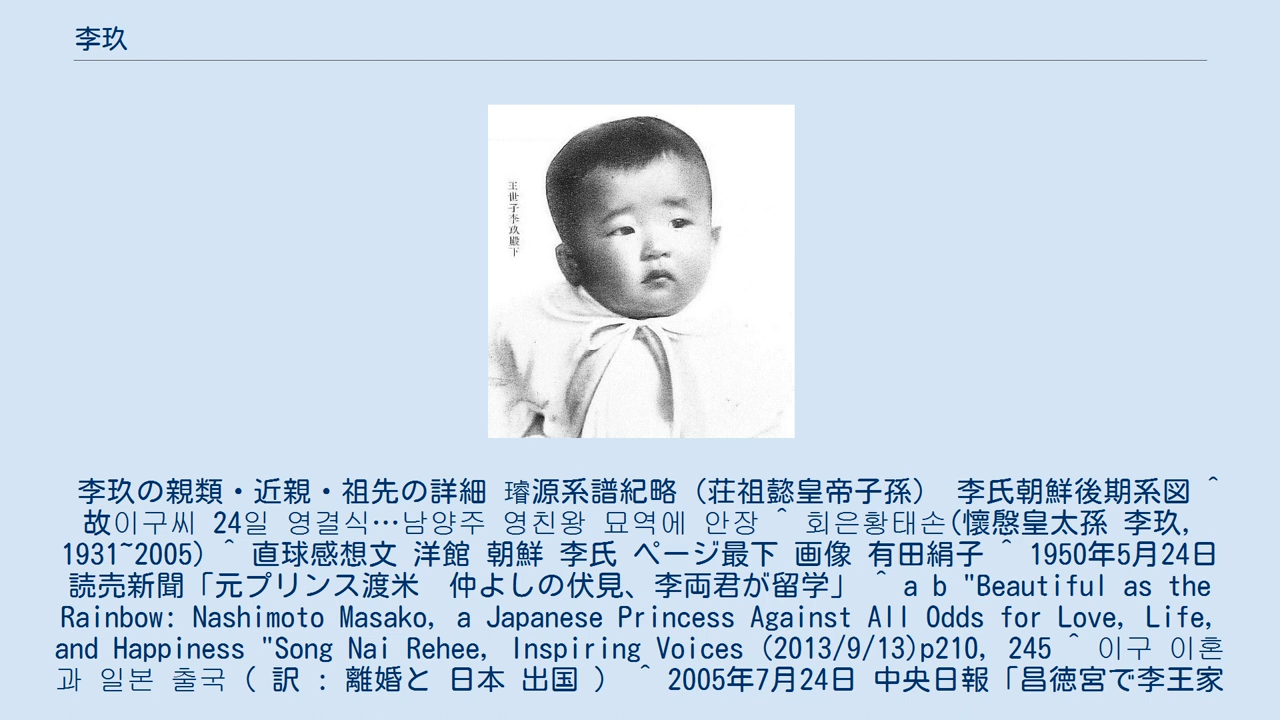 李玖
王世子李玖殿下
李玖の親類・近親・祖先の詳細 璿源系譜紀略（荘祖懿皇帝子孫） 李氏朝鮮後期系図 ^
故이구씨 24일 영결식…남양주 영친왕 묘역에 안장 ^ 회은황태손(懐慇皇太孫 李玖,
1931~2005) ^ 直球感想文 洋館 朝鮮 李氏 ページ最下 画像 有田絹子 ^ 1950年5月24日
読売新聞「元プリンス渡米　仲よしの伏見、李両君が留学」 ^ a b "Beautiful as the
Rainbow: Nashimoto Masako, a Japanese Princess Against All Odds for Love, Life,
and Happiness "Song Nai Rehee, Inspiring Voices (2013/9/13)p210, 245 ^ 이구 이혼
과 일본 출국 ( 訳 : 離婚と 日本 出国 ) ^ 2005年7月24日 中央日報「昌徳宮で李王家